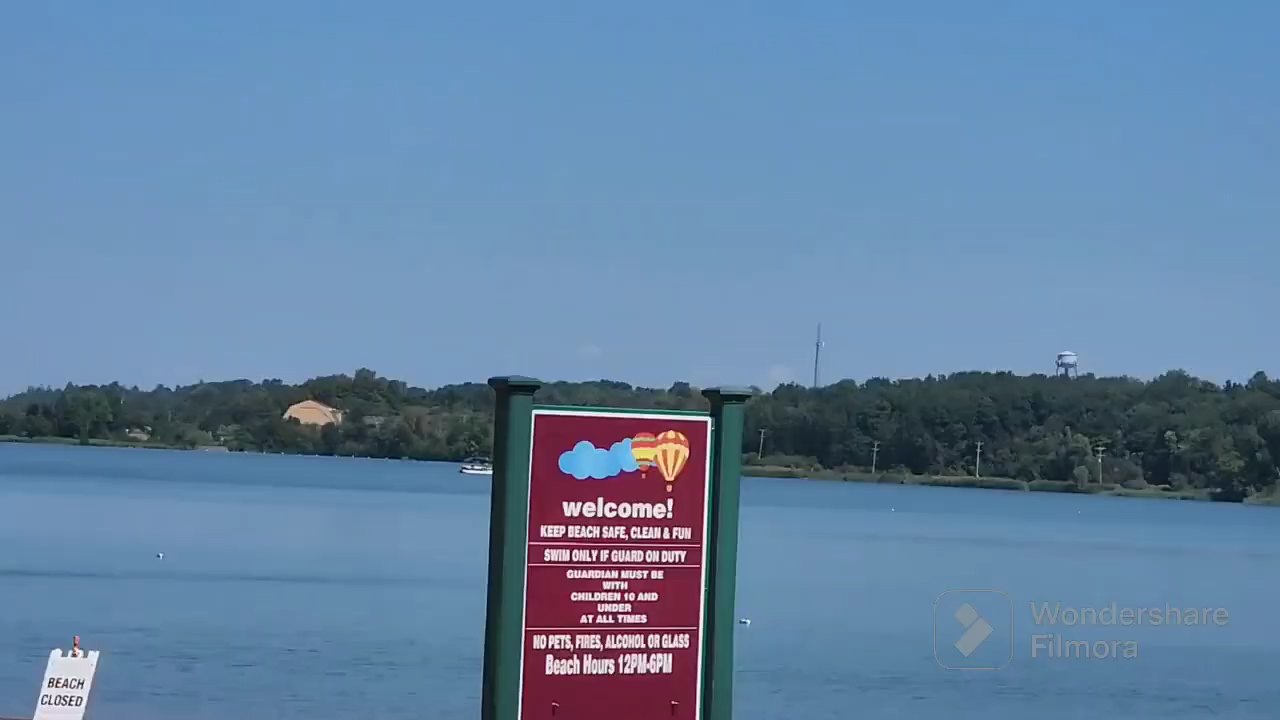 welcome!
KEEP BEACH SAFE, CLEAN & FUN
SWIM ONLY IF GUARD ON DUTY
GUARDIAN MUST BE
WITH
CHILDREN 10 AND
UNDER
AT ALL TIMES
NO PETS, FIRES, ALCOHOL OR GLASS
Beach Hours 12PM-6PM
BEACH
CLOSED
Wondershare
Filmora